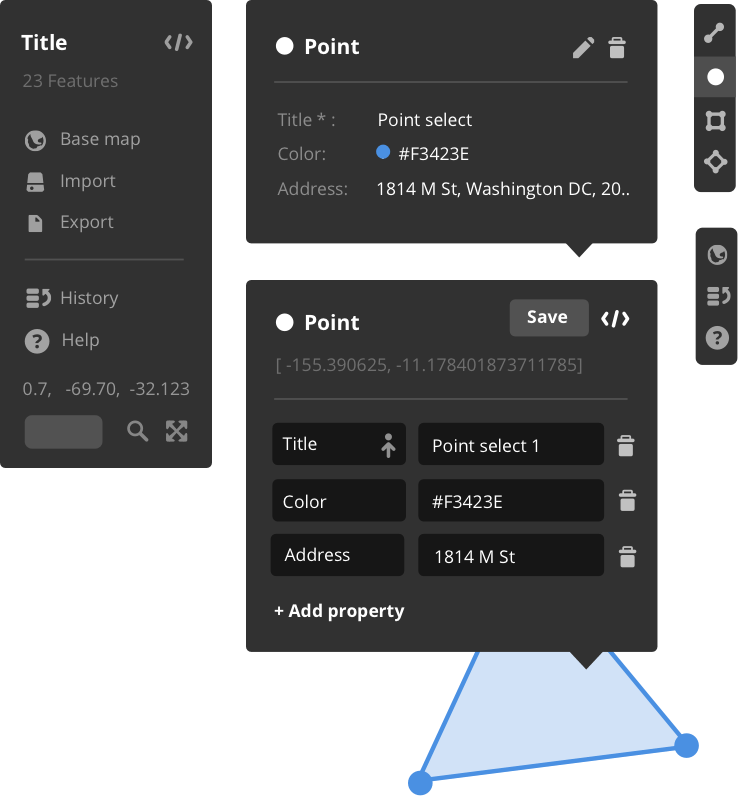 Title </>
23 Features
Base map
Import
Export
History
? Help
0.7, -69.70, -32.123
Point
Title * : Point select
Color: #F3423E
Address: 1814 M St, Washington DC, 20..
Point Save </>
[ -155.390625, -11.178401873711785]
Title Point select 1
Color #F3423E
Address 1814 M St
+ Add property
?